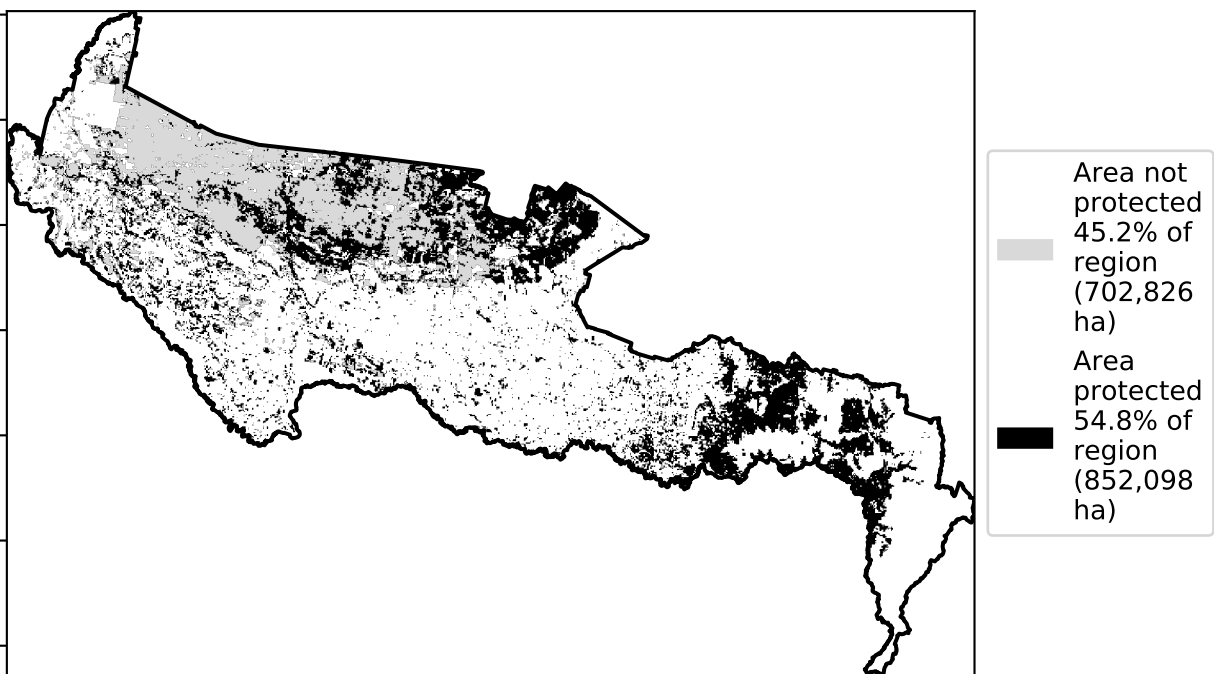 Area not
protected
45.2% of
region
(702,826
ha)
Area
protected
54.8% of
region
(852,098
ha)